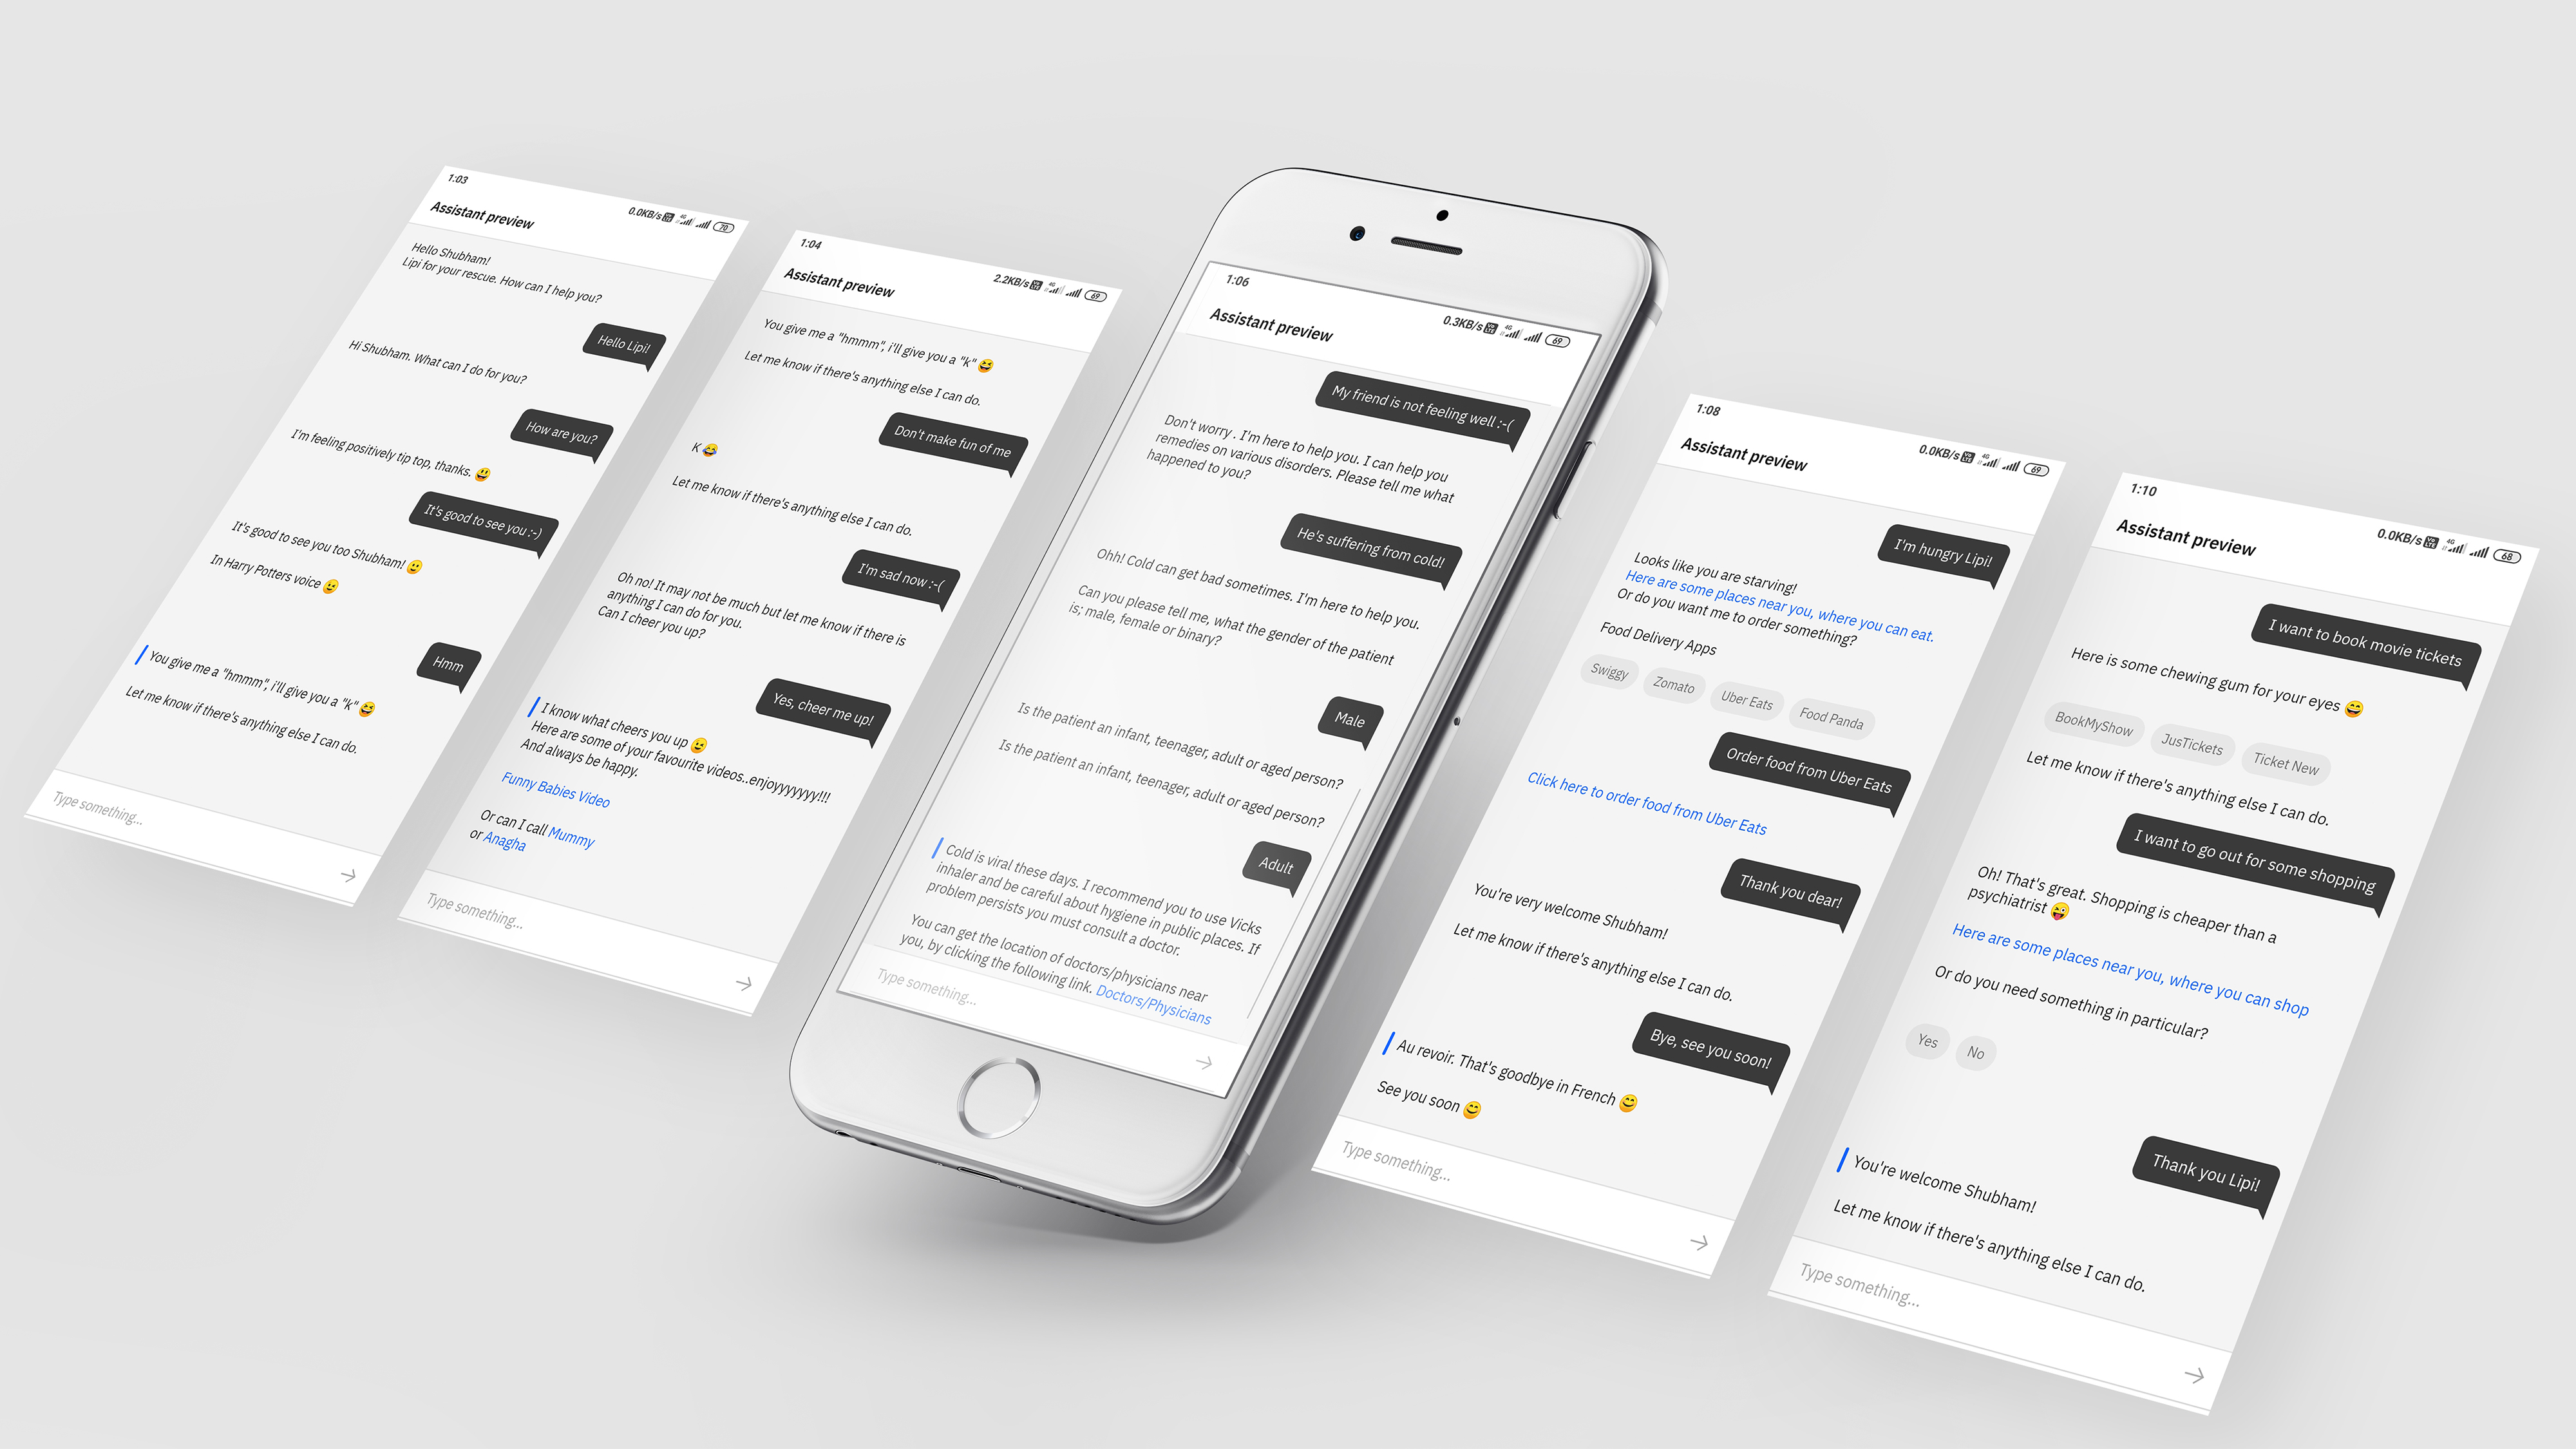 1:03
0.0KB/s
4G
70
Assistant preview
Hello Shubham!
Lipi for your rescue. How can I help you?
Hello Lipi!
Hi Shubham. What can I do for you?
How are you?
I'm feeling positively tip top, thanks. 😃
It's good to see you :-)
It's good to see you too Shubham! 🙂
In Harry Potters voice 😉
Hmm
You give me a "hmmm", i'll give you a "k" 😆
Let me know if there's anything else I can do.
Type something...
1:04
2.2KB/s
4G
69
Assistant preview
You give me a "hmmm", i'll give you a "k" 😆
Let me know if there's anything else I can do.
Don't make fun of me
K 😂
Let me know if there's anything else I can do.
I'm sad now :-(
Oh no! It may not be much but let me know if there is
anything I can do for you.
Can I cheer you up?
Yes, cheer me up!
I know what cheers you up 😉
Here are some of your favourite videos..enjoyyyyyyy!!!
And always be happy.
Funny Babies Video
Or can I call Mummy
or Anagha
Type something...
1:06
0.3KB/s
4G
69
Assistant preview
My friend is not feeling well :-(
Don't worry . I'm here to help you. I can help you
remedies on various disorders. Please tell me what
happened to you?
He's suffering from cold!
Ohh! Cold can get bad sometimes. I'm here to help you.
Can you please tell me, what the gender of the patient
is; male, female or binary?
Male
Is the patient an infant, teenager, adult or aged person?
Is the patient an infant, teenager, adult or aged person?
Adult
Cold is viral these days. I recommend you to use Vicks
inhaler and be careful about hygiene in public places. If
problem persists you must consult a doctor.
You can get the location of doctors/physicians near
you, by clicking the following link. Doctors/Physicians
Type something...
1:08
0.0KB/s
4G
69
Assistant preview
I'm hungry Lipi!
Looks like you are starving!
Here are some places near you, where you can eat.
Or do you want me to order something?
Food Delivery Apps
Swiggy
Zomato
Uber Eats
Food Panda
Order food from Uber Eats
Click here to order food from Uber Eats
Thank you dear!
You're very welcome Shubham!
Let me know if there's anything else I can do.
Bye, see you soon!
Au revoir. That's goodbye in French 😊
See you soon 😊
Type something...
1:10
0.0KB/s
4G
68
Assistant preview
I want to book movie tickets
Here is some chewing gum for your eyes 😄
BookMyShow
JusTickets
Ticket New
Let me know if there's anything else I can do.
I want to go out for some shopping
Oh! That's great. Shopping is cheaper than a
psychiatrist 😜
Here are some places near you, where you can shop
Or do you need something in particular?
Yes
No
Thank you Lipi!
You're welcome Shubham!
Let me know if there's anything else I can do.
Type something...